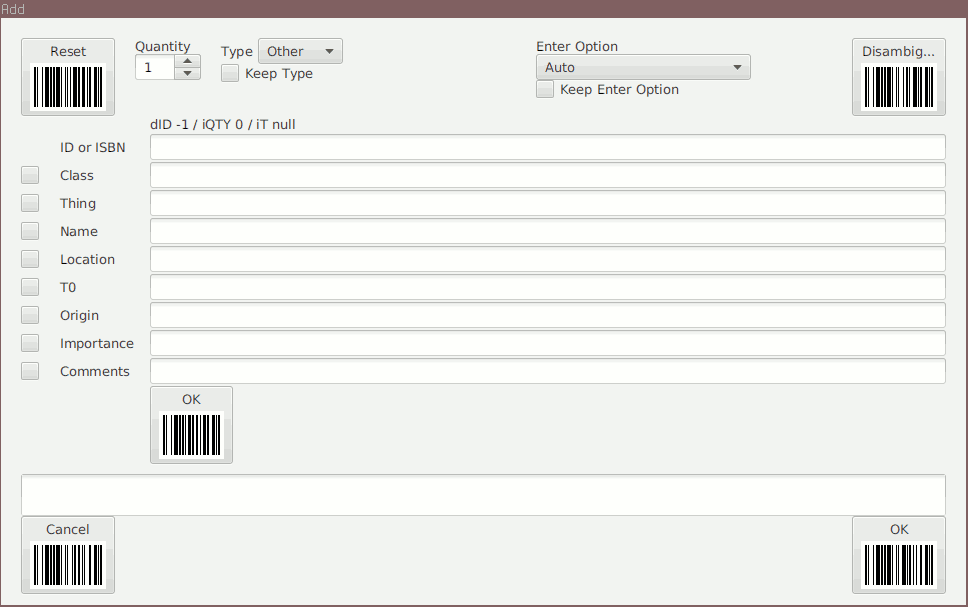 Add
Reset
Quantity
1
Type Other
Keep Type
Enter Option
Auto
Keep Enter Option
Disambig...
dID -1 / iQTY 0 / iT null
ID or ISBN
Class
Thing
Name
Location
T0
Origin
Importance
Comments
OK
Cancel
OK